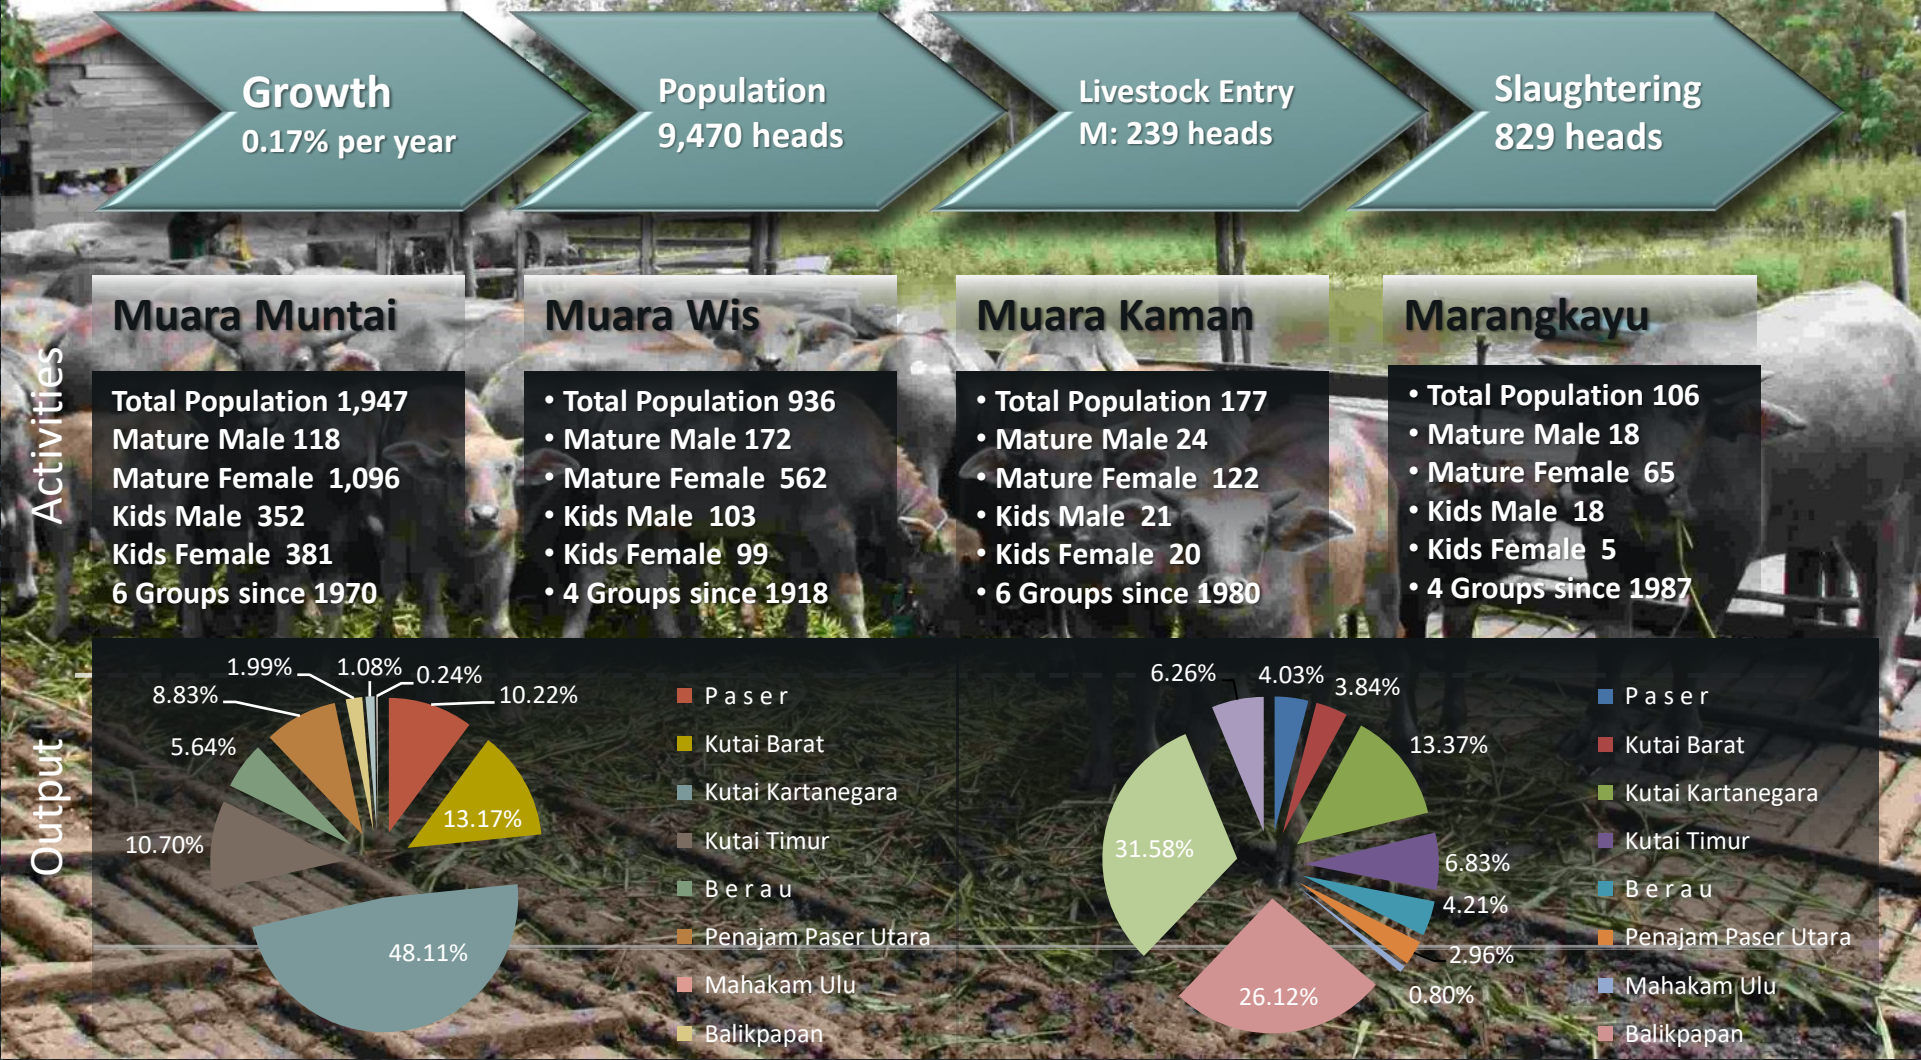 Growth
0.17% per year
Population
9,470 heads
Livestock Entry
M: 239 heads
Slaughtering
829 heads
Activities
Muara Muntai
Total Population 1,947
Mature Male 118
Mature Female 1,096
Kids Male 352
Kids Female 381
6 Groups since 1970
Muara Wis
• Total Population 936
• Mature Male 172
• Mature Female 562
• Kids Male 103
• Kids Female 99
• 4 Groups since 1918
Muara Kaman
• Total Population 177
• Mature Male 24
• Mature Female 122
• Kids Male 21
• Kids Female 20
• 6 Groups since 1980
Marangkayu
• Total Population 106
• Mature Male 18
• Mature Female 65
• Kids Male 18
• Kids Female 5
• 4 Groups since 1987
Output
1.99%
1.08%
0.24%
8.83%
10.22%
5.64%
13.17%
10.70%
48.11%
P a s e r
Kutai Barat
Kutai Kartanegara
Kutai Timur
B e r a u
Penajam Paser Utara
Mahakam Ulu
Balikpapan
6.26%
4.03%
3.84%
13.37%
31.58%
6.83%
4.21%
2.96%
0.80%
26.12%
P a s e r
Kutai Barat
Kutai Kartanegara
Kutai Timur
B e r a u
Penajam Paser Utara
Mahakam Ulu
Balikpapan